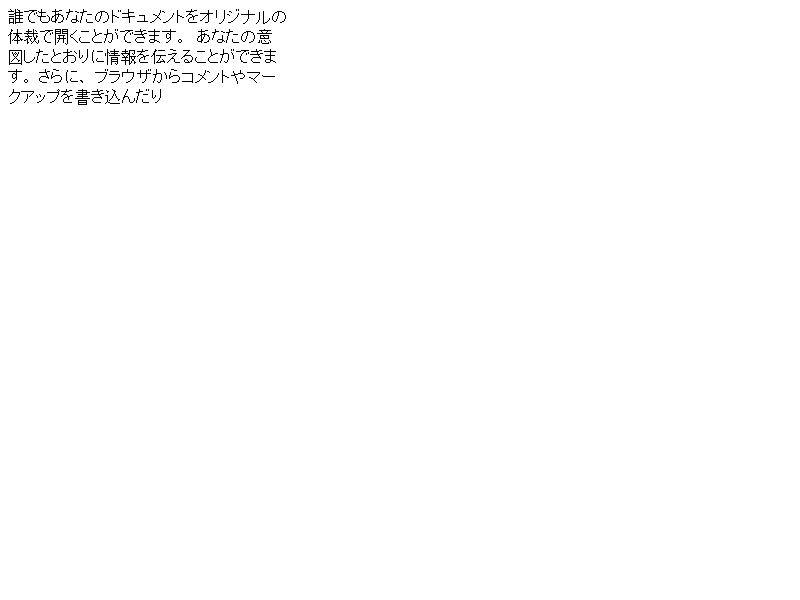 誰でもあなたのドキュメントをオリジナルの
体裁で開くことができます。 あなたの意
図したとおりに情報を伝えることができま
す。さらに、ブラウザからコメントやマー
クアップを書き込んだり